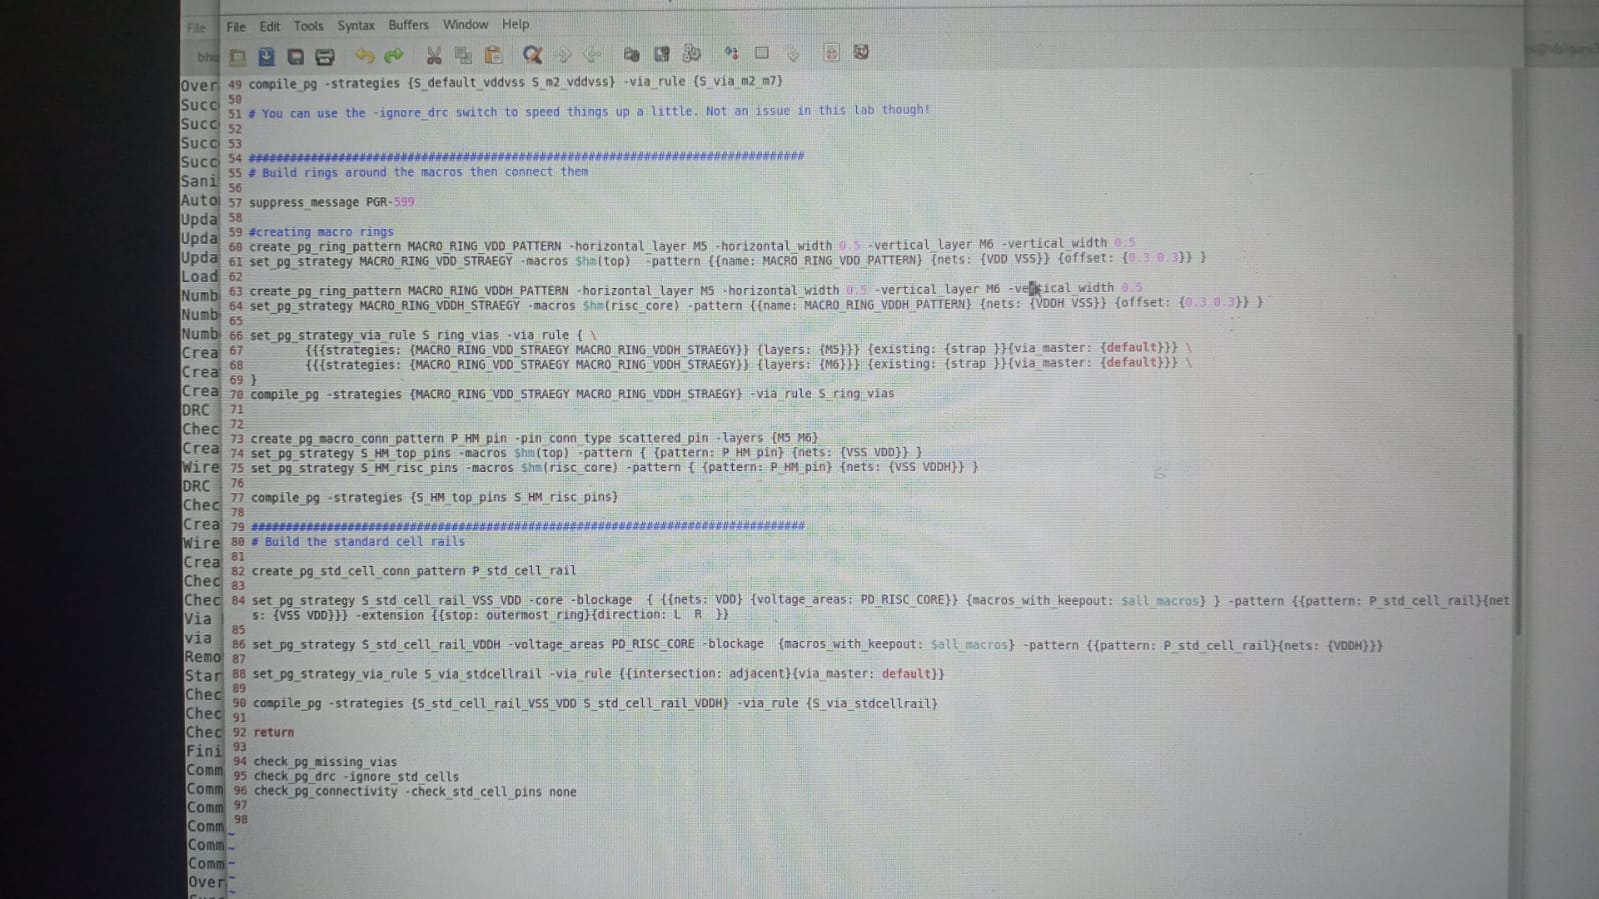 File
File Edit Tools Syntax Buffers Window Help
bhu
Over
Succ
Succ
Succ
Succ
Sani
Auto
Upda
Upda
Upda
Load
Numb
Numb
Numb
Crea
Crea
Crea
DRC
Chec
Crea
Wire
DRC
Chec
Crea
Wire
Crea
Chec
Chec
Via
via
Remo
Star
Chec
Chec
Chec
Fini
Comm
Comm
Comm
Comm
Comm
Comm
Over
49 compile_pg -strategies {S_default_vddvss S_m2_vddvss} -via_rule {S_via_m2_m7}
50
51 # You can use the -ignore_drc switch to speed things up a little. Not an issue in this lab though!
52
53
54 ################################################################################
55 # Build rings around the macros then connect them
56
57 suppress_message PGR-599
58
59 #creating macro rings
60 create_pg_ring_pattern MACRO_RING_VDD_PATTERN -horizontal_layer M5 -horizontal_width 0.5 -vertical_layer M6 -vertical_width 0.5
61 set_pg_strategy MACRO_RING_VDD_STRAEGY -macros $hm(top)  -pattern {{name: MACRO_RING_VDD_PATTERN} {nets: {VDD VSS}} {offset: {0.3 0.3}} }
62
63 create_pg_ring_pattern MACRO_RING_VDDH_PATTERN -horizontal_layer M5 -horizontal_width 0.5 -vertical_layer M6 -vertical_width 0.5
64 set_pg_strategy MACRO_RING_VDDH_STRAEGY -macros $hm(risc_core) -pattern {{name: MACRO_RING_VDDH_PATTERN} {nets: {VDDH VSS}} {offset: {0.3 0.3}} }
65
66 set_pg_strategy_via_rule S_ring_vias -via_rule { \
67 {{{strategies: {MACRO_RING_VDD_STRAEGY MACRO_RING_VDDH_STRAEGY}} {layers: {M5}}} {existing: {strap }}{via_master: {default}}} \
68 {{{strategies: {MACRO_RING_VDD_STRAEGY MACRO_RING_VDDH_STRAEGY}} {layers: {M6}}} {existing: {strap }}{via_master: {default}}} \
69 }
70 compile_pg -strategies {MACRO_RING_VDD_STRAEGY MACRO_RING_VDDH_STRAEGY} -via_rule S_ring_vias
71
72
73 create_pg_macro_conn_pattern P_HM_pin -pin_conn_type scattered_pin -layers {M5 M6}
74 set_pg_strategy S_HM_top_pins -macros $hm(top) -pattern { {pattern: P_HM_pin} {nets: {VSS VDD}} }
75 set_pg_strategy S_HM_risc_pins -macros $hm(risc_core) -pattern { {pattern: P_HM_pin} {nets: {VSS VDDH}} }
76
77 compile_pg -strategies {S_HM_top_pins S_HM_risc_pins}
78
79 ################################################################################
80 # Build the standard cell rails
81
82 create_pg_std_cell_conn_pattern P_std_cell_rail
83
84 set_pg_strategy S_std_cell_rail_VSS_VDD -core -blockage  { {{nets: VDD} {voltage_areas: PD_RISC_CORE}} {macros_with_keepout: $all_macros} } -pattern {{pattern: P_std_cell_rail}{net
s: {VSS VDD}}} -extension {{stop: outermost_ring}{direction: L  R  }}
85
86 set_pg_strategy S_std_cell_rail_VDDH -voltage_areas PD_RISC_CORE -blockage  {macros_with_keepout: $all_macros} -pattern {{pattern: P_std_cell_rail}{nets: {VDDH}}}
87
88 set_pg_strategy_via_rule S_via_stdcellrail -via_rule {{intersection: adjacent}{via_master: default}}
89
90 compile_pg -strategies {S_std_cell_rail_VSS_VDD S_std_cell_rail_VDDH} -via_rule {S_via_stdcellrail}
91
92 return
93
94 check_pg_missing_vias
95 check_pg_drc -ignore_std_cells
96 check_pg_connectivity -check_std_cell_pins none
97
98
~
~
~
~
~